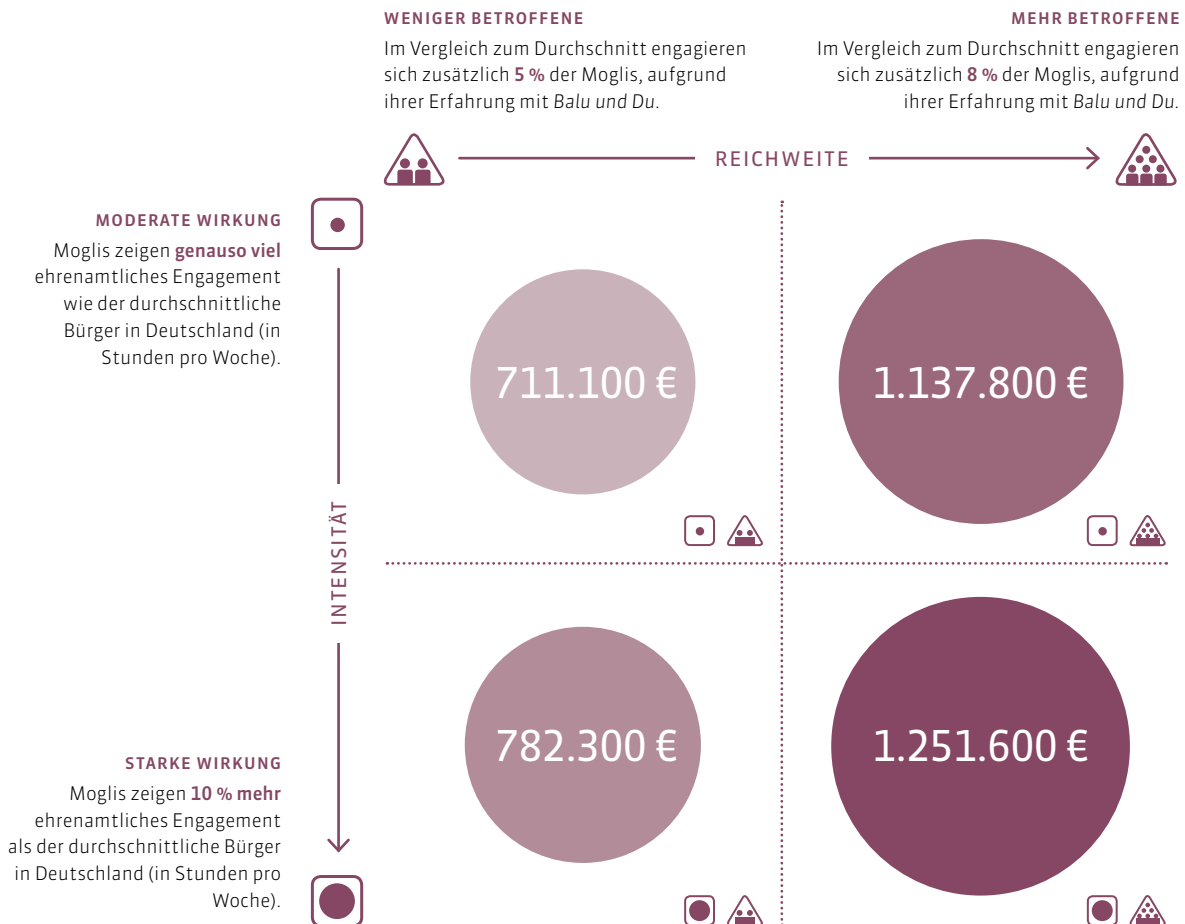 WENIGER BETROFFENE
Im Vergleich zum Durchschnitt engagieren
sich zusätzlich 5 % der Moglis, aufgrund
ihrer Erfahrung mit Balu und Du.
MEHR BETROFFENE
Im Vergleich zum Durchschnitt engagieren
sich zusätzlich 8 % der Moglis, aufgrund
ihrer Erfahrung mit Balu und Du.
REICHWEITE
MODERATE WIRKUNG
Moglis zeigen genauso viel
ehrenamtliches Engagement
wie der durchschnittliche
Bürger in Deutschland (in
Stunden pro Woche).
711.100 €
1.137.800 €
INTENSITÄT
782.300 €
1.251.600 €
STARKE WIRKUNG
Moglis zeigen 10 % mehr
ehrenamtliches Engagement
als der durchschnittliche Bürger
in Deutschland (in Stunden pro
Woche).